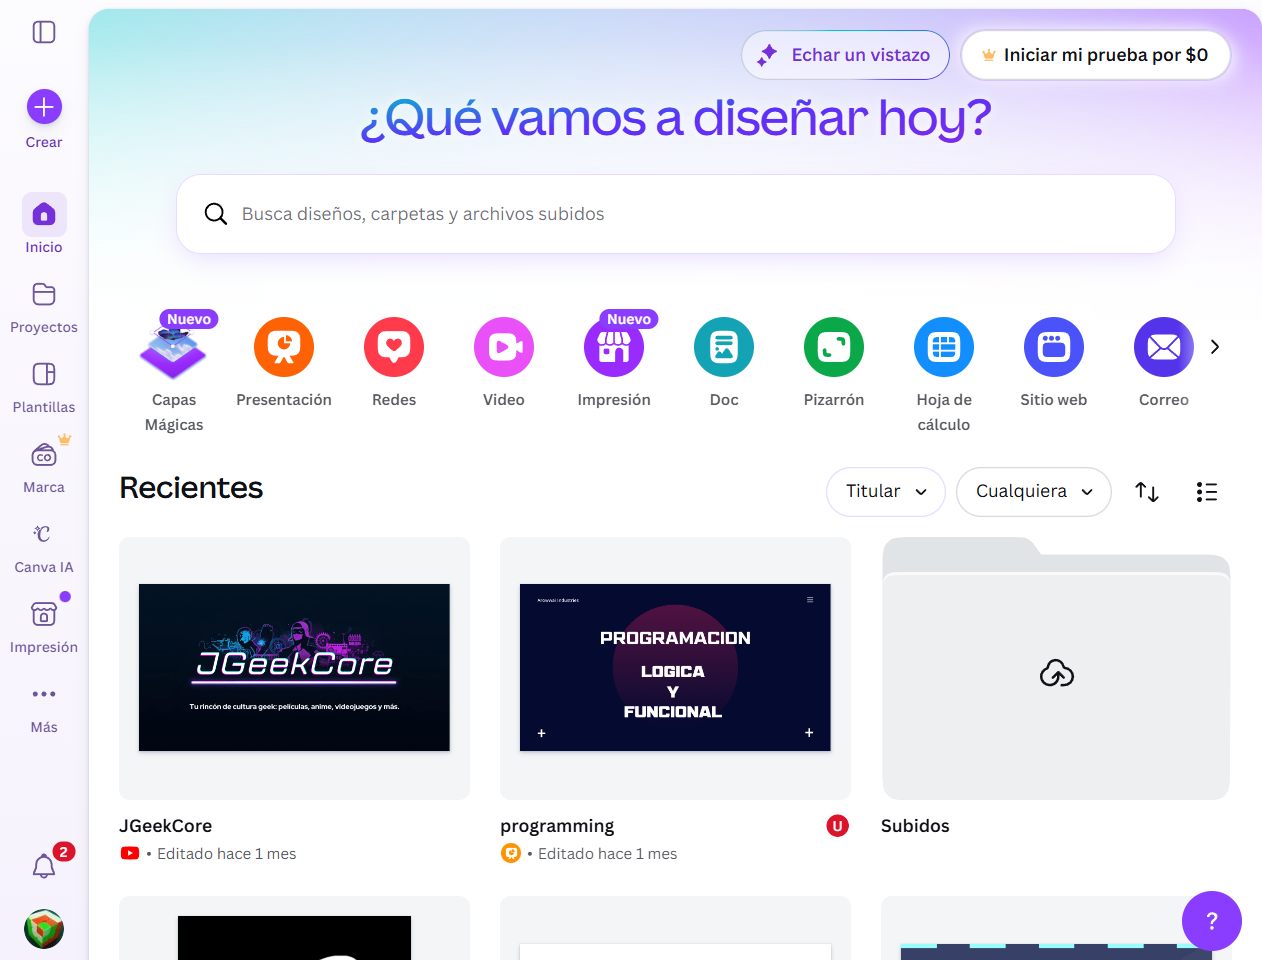 Crear
Inicio
Proyectos
Plantillas
Marca
Canva IA
Impresión
Más
2
Echar un vistazo
Iniciar mi prueba por $0
¿Qué vamos a diseñar hoy?
Busca diseños, carpetas y archivos subidos
Nuevo
Nuevo
Capas Mágicas
Presentación
Redes
Video
Impresión
Doc
Pizarrón
Hoja de cálculo
Sitio web
Correo
Recientes
Titular
Cualquiera
JGeekCore
Tu rincón de cultura geek: películas, anime, videojuegos y más.
PROGRAMACION
LOGICA
Y
FUNCIONAL
JGeekCore
• Editado hace 1 mes
programming
U
• Editado hace 1 mes
Subidos
?